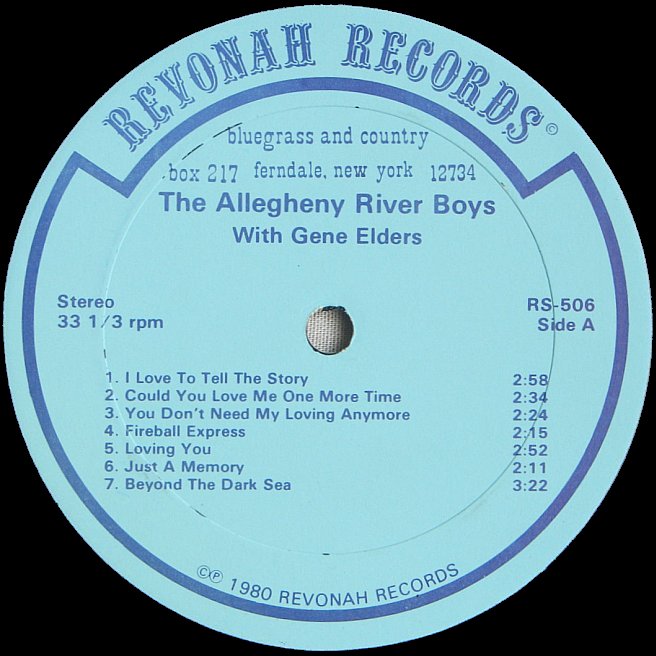 REVONAH RECORDS©
bluegrass and country
box 217 ferndale, new york 12734
The Allegheny River Boys
With Gene Elders
Stereo
33 1/3 rpm
RS-506
Side A
1. I Love To Tell The Story 2:58
2. Could You Love Me One More Time 2:34
3. You Don't Need My Loving Anymore 2:24
4. Fireball Express 2:15
5. Loving You 2:52
6. Just A Memory 2:11
7. Beyond The Dark Sea 3:22
©℗ 1980 REVONAH RECORDS